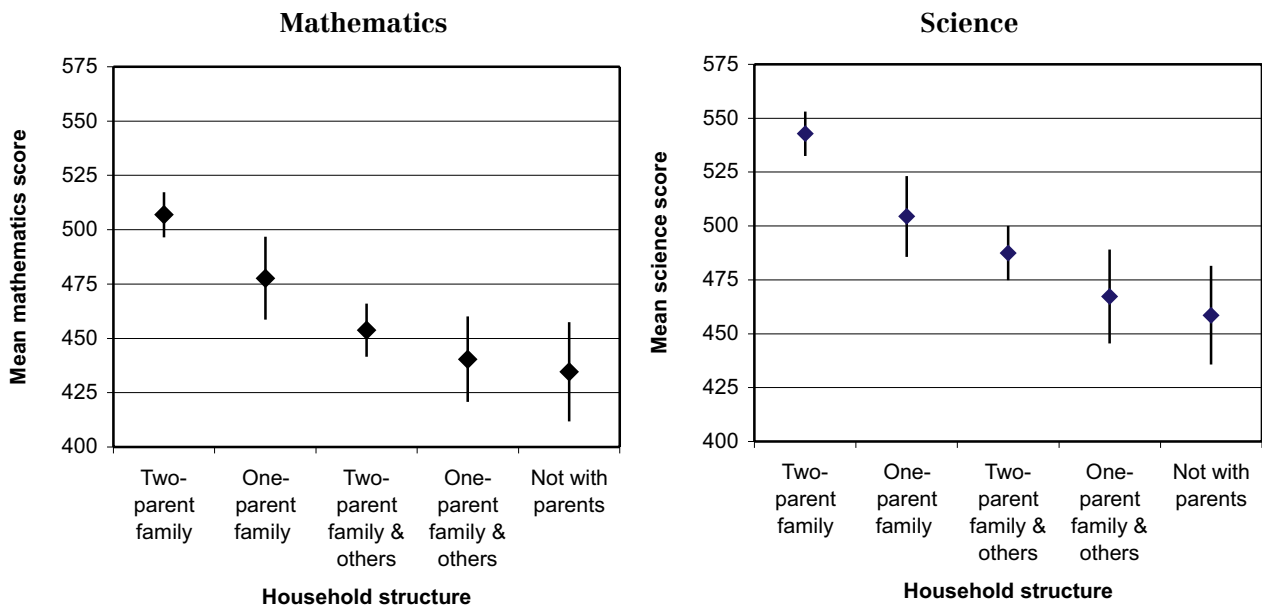 Mathematics
575
550
525
500
475
450
425
400
Mean mathematics score
Two-
parent
family
One-
parent
family
Two-
parent
family &
others
One-
parent
family &
others
Not with
parents
Household structure
Science
575
550
525
500
475
450
425
400
Mean science score
Two-
parent
family
One-
parent
family
Two-
parent
family &
others
One-
parent
family &
others
Not with
parents
Household structure